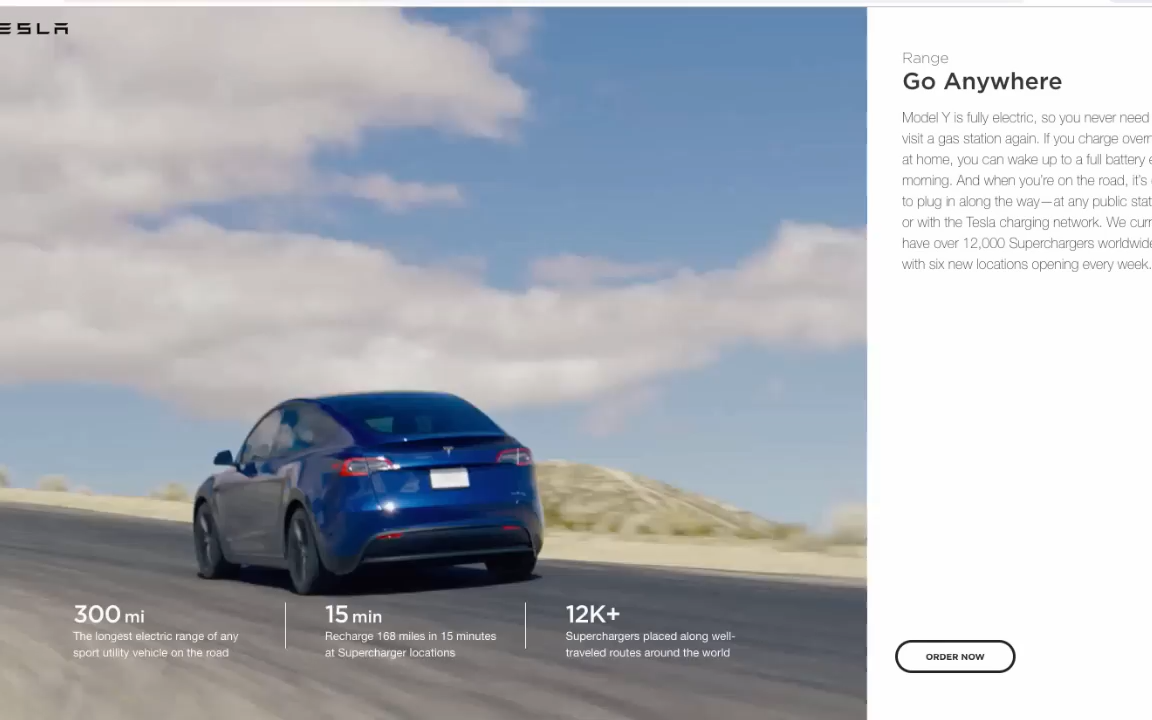 ESLA
Range
Go Anywhere
Model Y is fully electric, so you never need
visit a gas station again. If you charge
at home, you can wake up to a full battery
morning. And when you're on the road, it's
to plug in along the way—at any public
or with the Tesla charging network. We
have over 12,000 Superchargers
with six new locations opening every week.
300 mi
The longest electric range of any
sport utility vehicle on the road
15 min
Recharge 168 miles in 15 minutes
at Supercharger locations
12K+
Superchargers placed along well-
traveled routes around the world
ORDER NOW